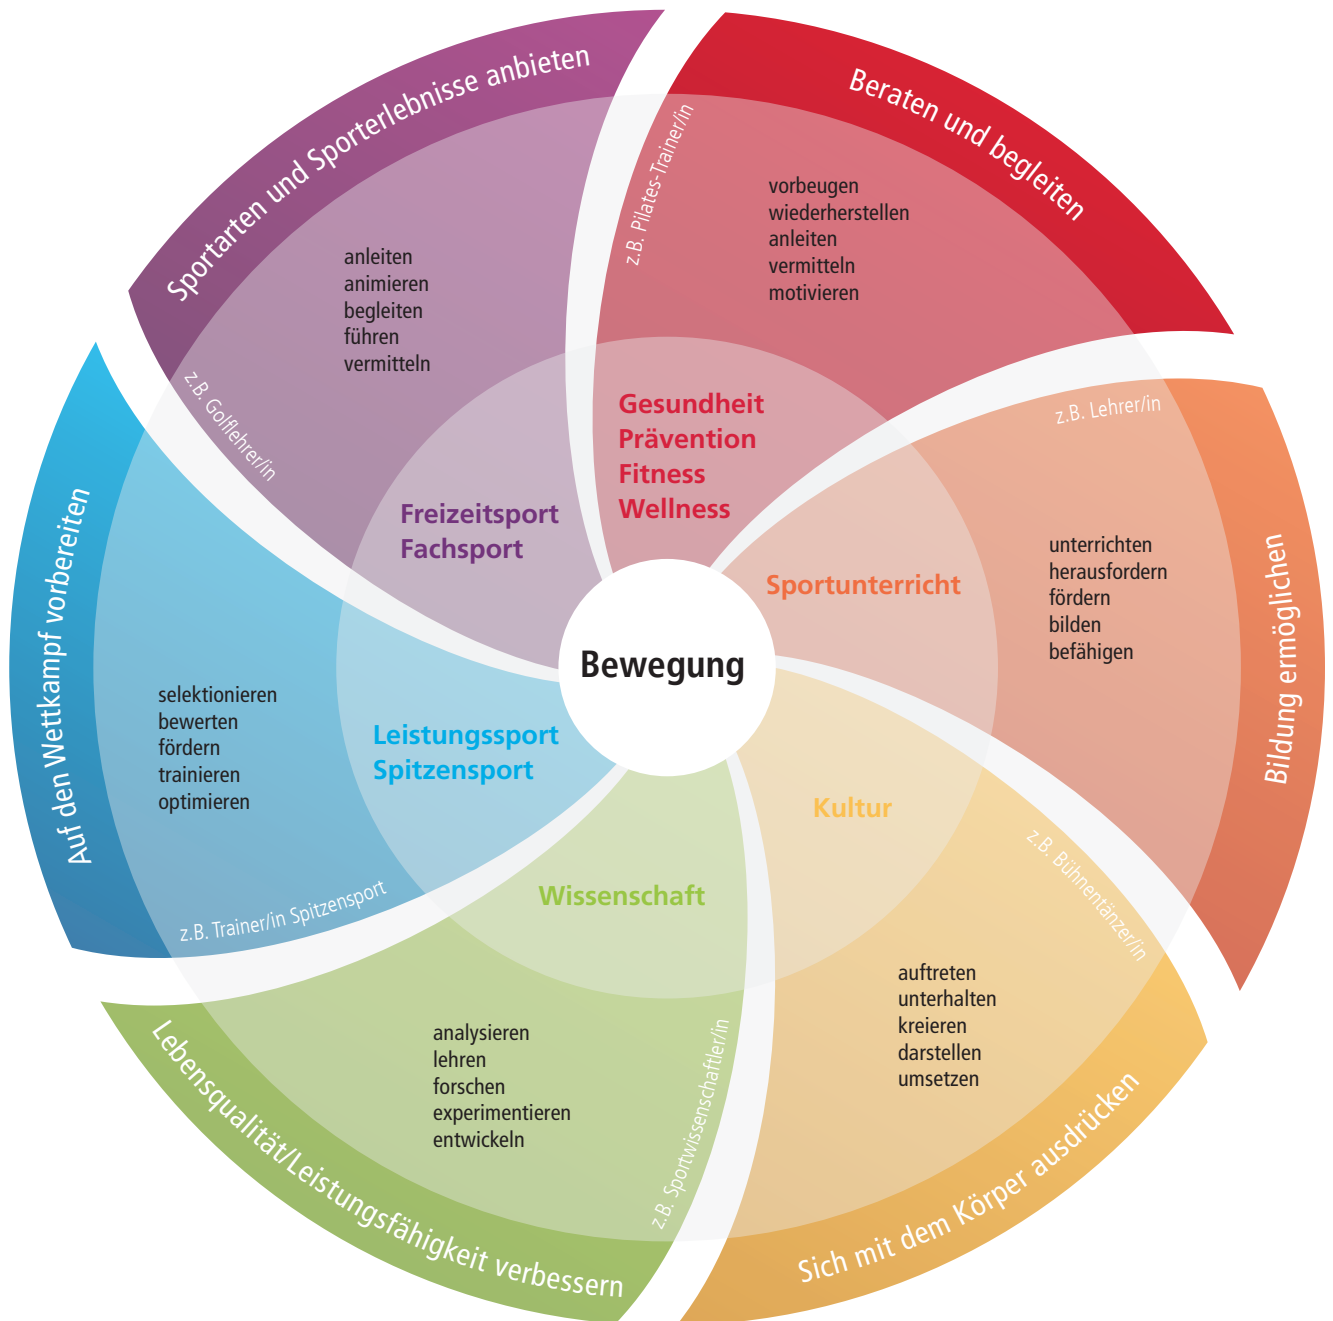 Bewegung
Beraten und begleiten
z.B. Pilates-Trainer/in
vorbeugen
wiederherstellen
anleiten
vermitteln
motivieren
Gesundheit
Prävention
Fitness
Wellness
Bildung ermöglichen
z.B. Lehrer/in
unterrichten
herausfordern
fördern
bilden
befähigen
Sportunterricht
Sich mit dem Körper ausdrücken
z.B. Bühnentänzer/in
auftreten
unterhalten
kreieren
darstellen
umsetzen
Kultur
Lebensqualität/Leistungsfähigkeit verbessern
z.B. Sportwissenschaftler/in
analysieren
lehren
forschen
experimentieren
entwickeln
Wissenschaft
Auf den Wettkampf vorbereiten
z.B. Trainer/in Spitzensport
selektionieren
bewerten
fördern
trainieren
optimieren
Leistungssport
Spitzensport
Sportarten und Sporterlebnisse anbieten
z.B. Golflehrer/in
anleiten
animieren
begleiten
führen
vermitteln
Freizeitsport
Fachsport